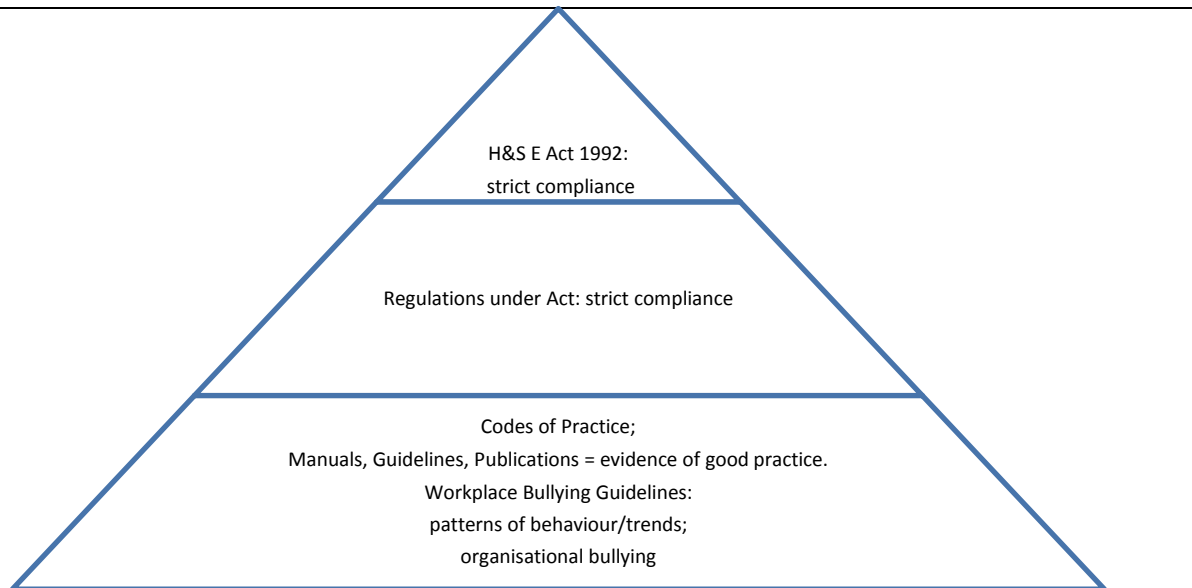 H&S E Act 1992:
strict compliance
Regulations under Act: strict compliance
Codes of Practice;
Manuals, Guidelines, Publications = evidence of good practice.
Workplace Bullying Guidelines:
patterns of behaviour/trends;
organisational bullying